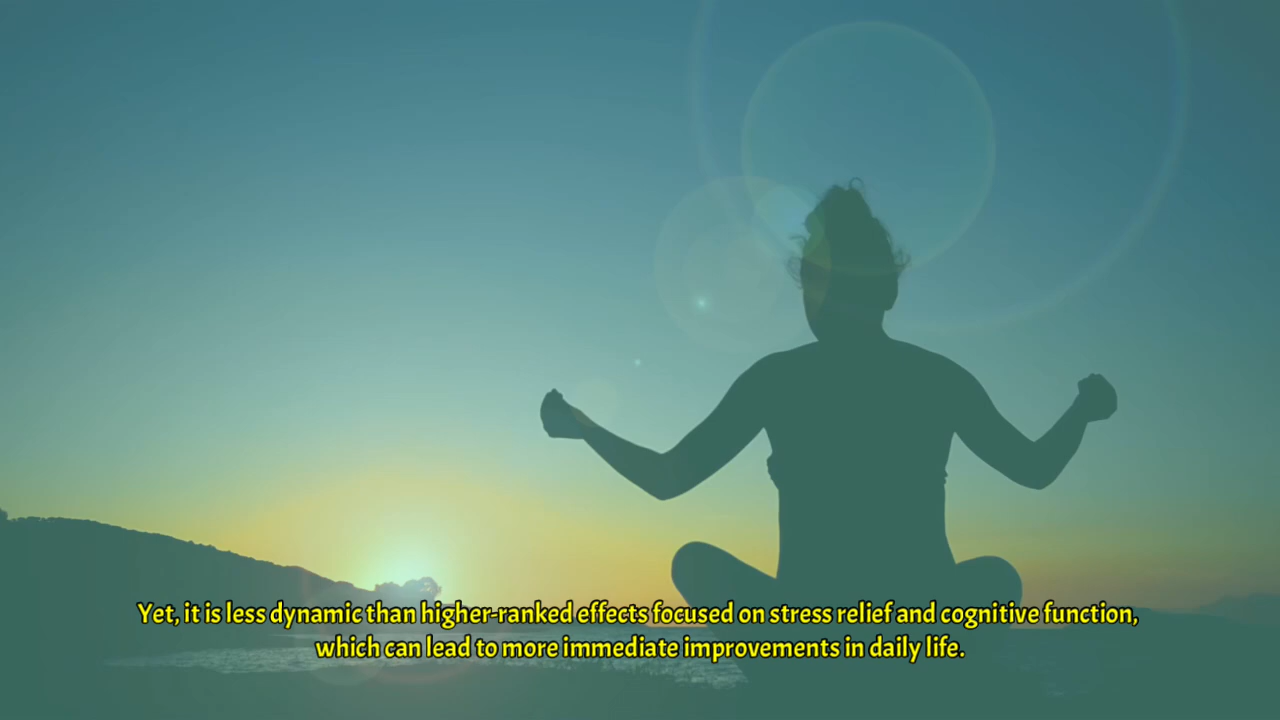 Yet, it is less dynamic than higher-ranked effects focused on stress relief and cognitive function,
which can lead to more immediate improvements in daily life.